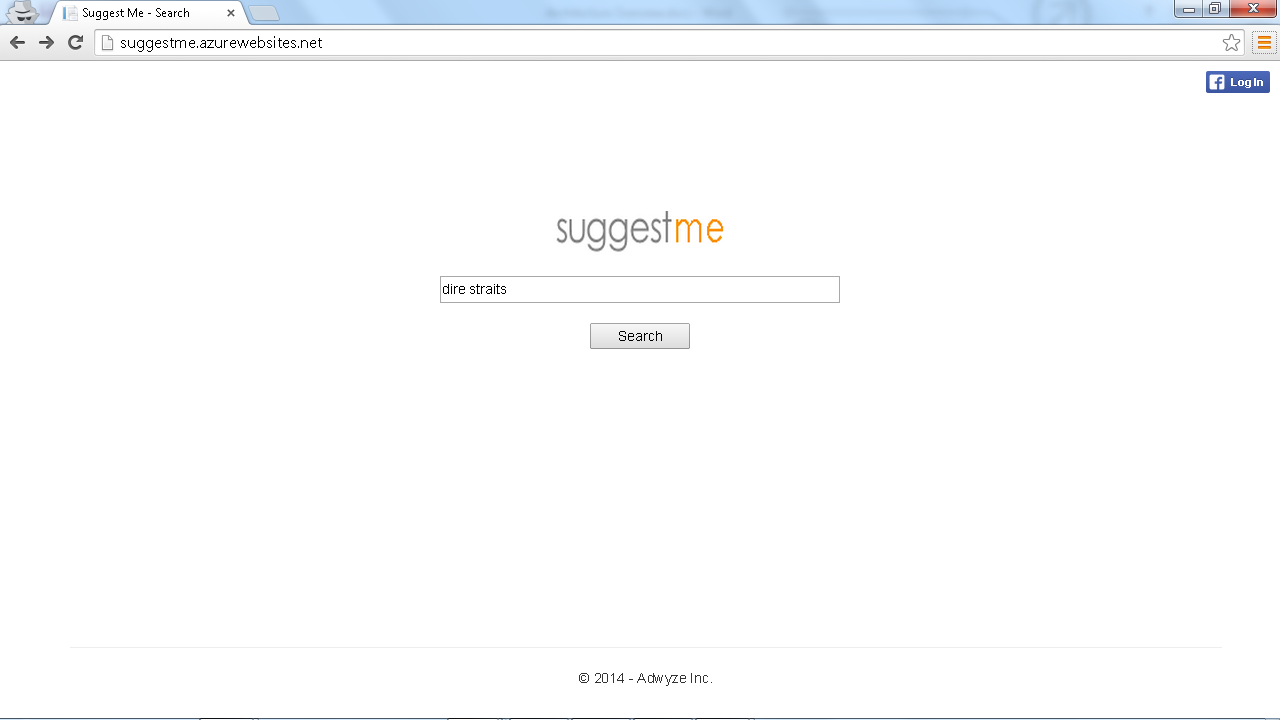 Suggest Me - Search
suggestme.azurewebsites.net
Log In
suggestme
dire straits
Search
© 2014 - Adwyze Inc.